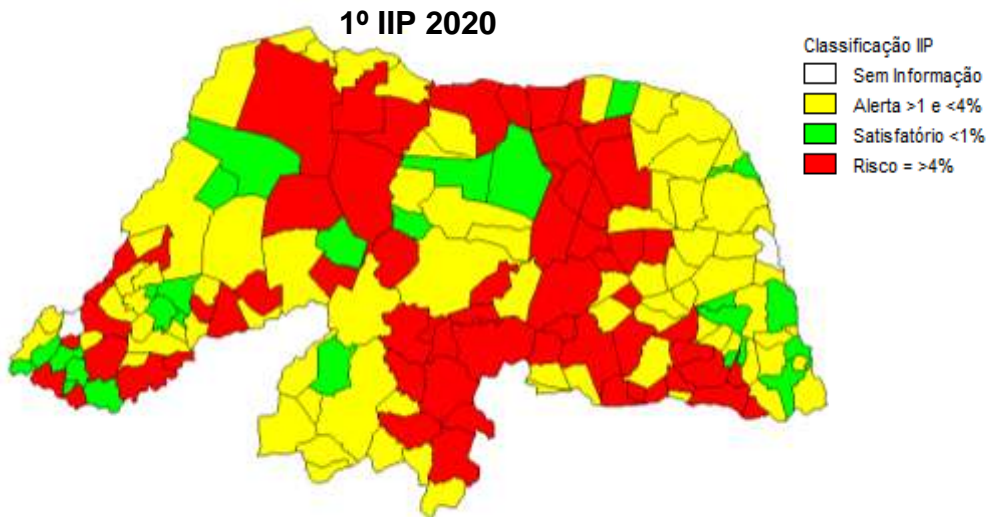 1º IIP 2020
Classificação IIP
Sem Informação
Alerta >1 e <4%
Satisfatório <1%
Risco = >4%